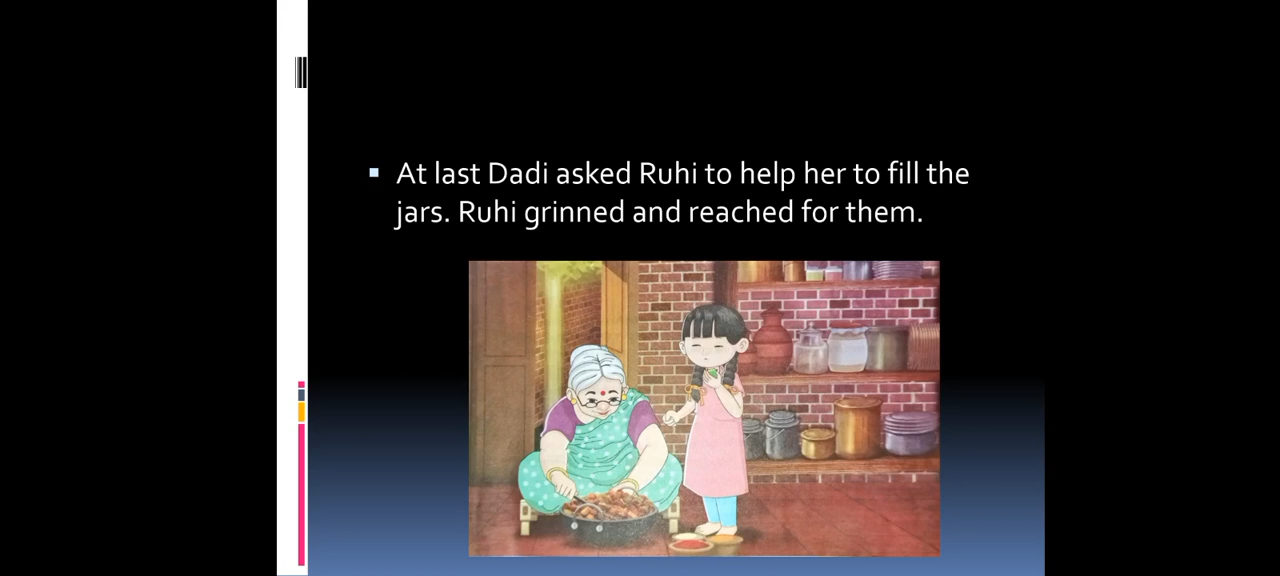 At last Dadi asked Ruhi to help her to fill the
jars. Ruhi grinned and reached for them.